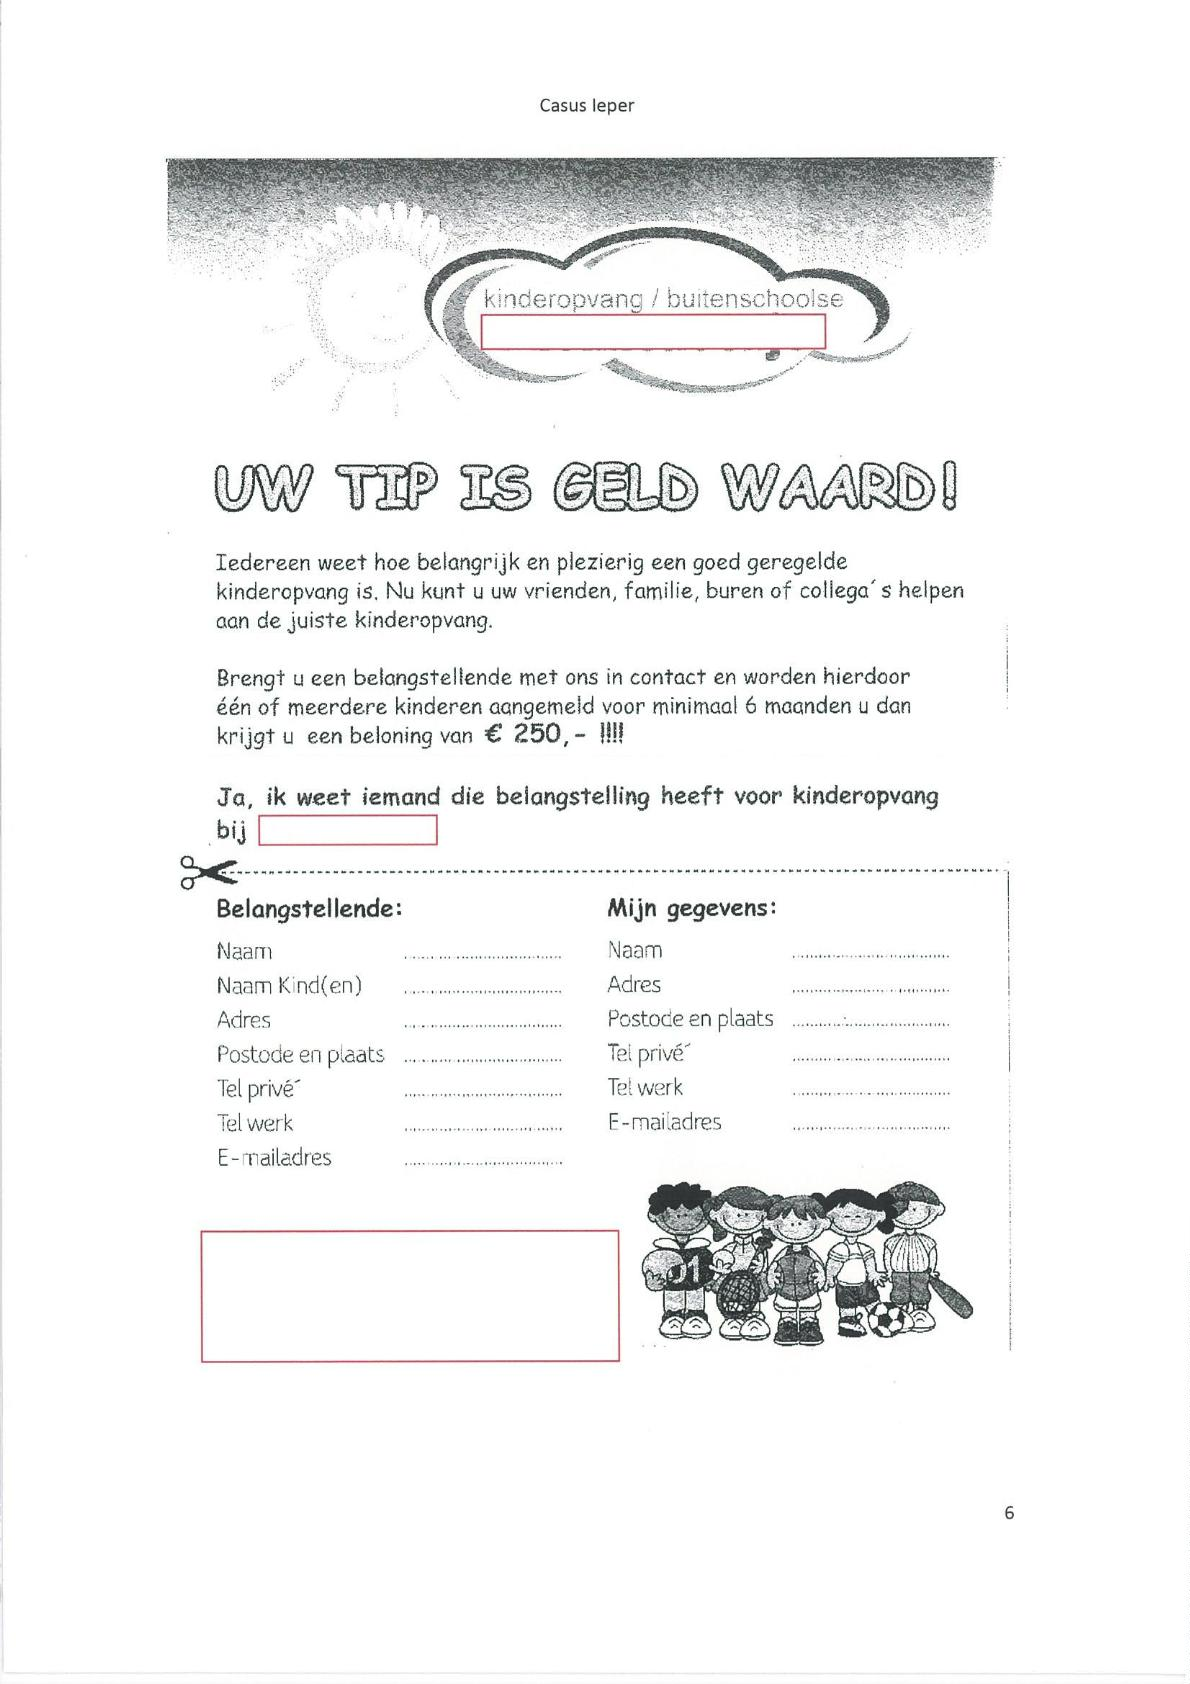 Casus Ieper
kinderopvang / buitenschoolse
UW TIP IS GELD WAARD!
Iedereen weet hoe belangrijk en plezierig een goed geregelde
kinderopvang is. Nu kunt u uw vrienden, familie, buren of collega´s helpen
aan de juiste kinderopvang.
Brengt u een belangstellende met ons in contact en worden hierdoor
één of meerdere kinderen aangemeld voor minimaal 6 maanden u dan
krijgt u een beloning van € 250,- !!!!
Ja, ik weet iemand die belangstelling heeft voor kinderopvang
bij
Belangstellende: Mijn gegevens:
Naam ................................ Naam ................................
Naam Kind(en) ................................ Adres ................................
Adres ................................ Postode en plaats ................................
Postode en plaats ................................ Tel privé´ ................................
Tel privé´ ................................ Tel werk ................................
Tel werk ................................ E-mailadres ................................
E-mailadres ................................
01
6